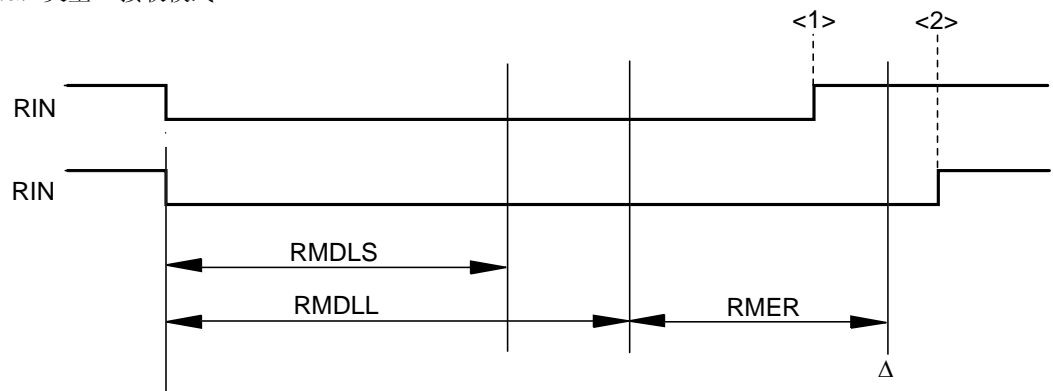 <1> <2>
RIN
RIN
RMDLS
RMDLL RMER
Δ